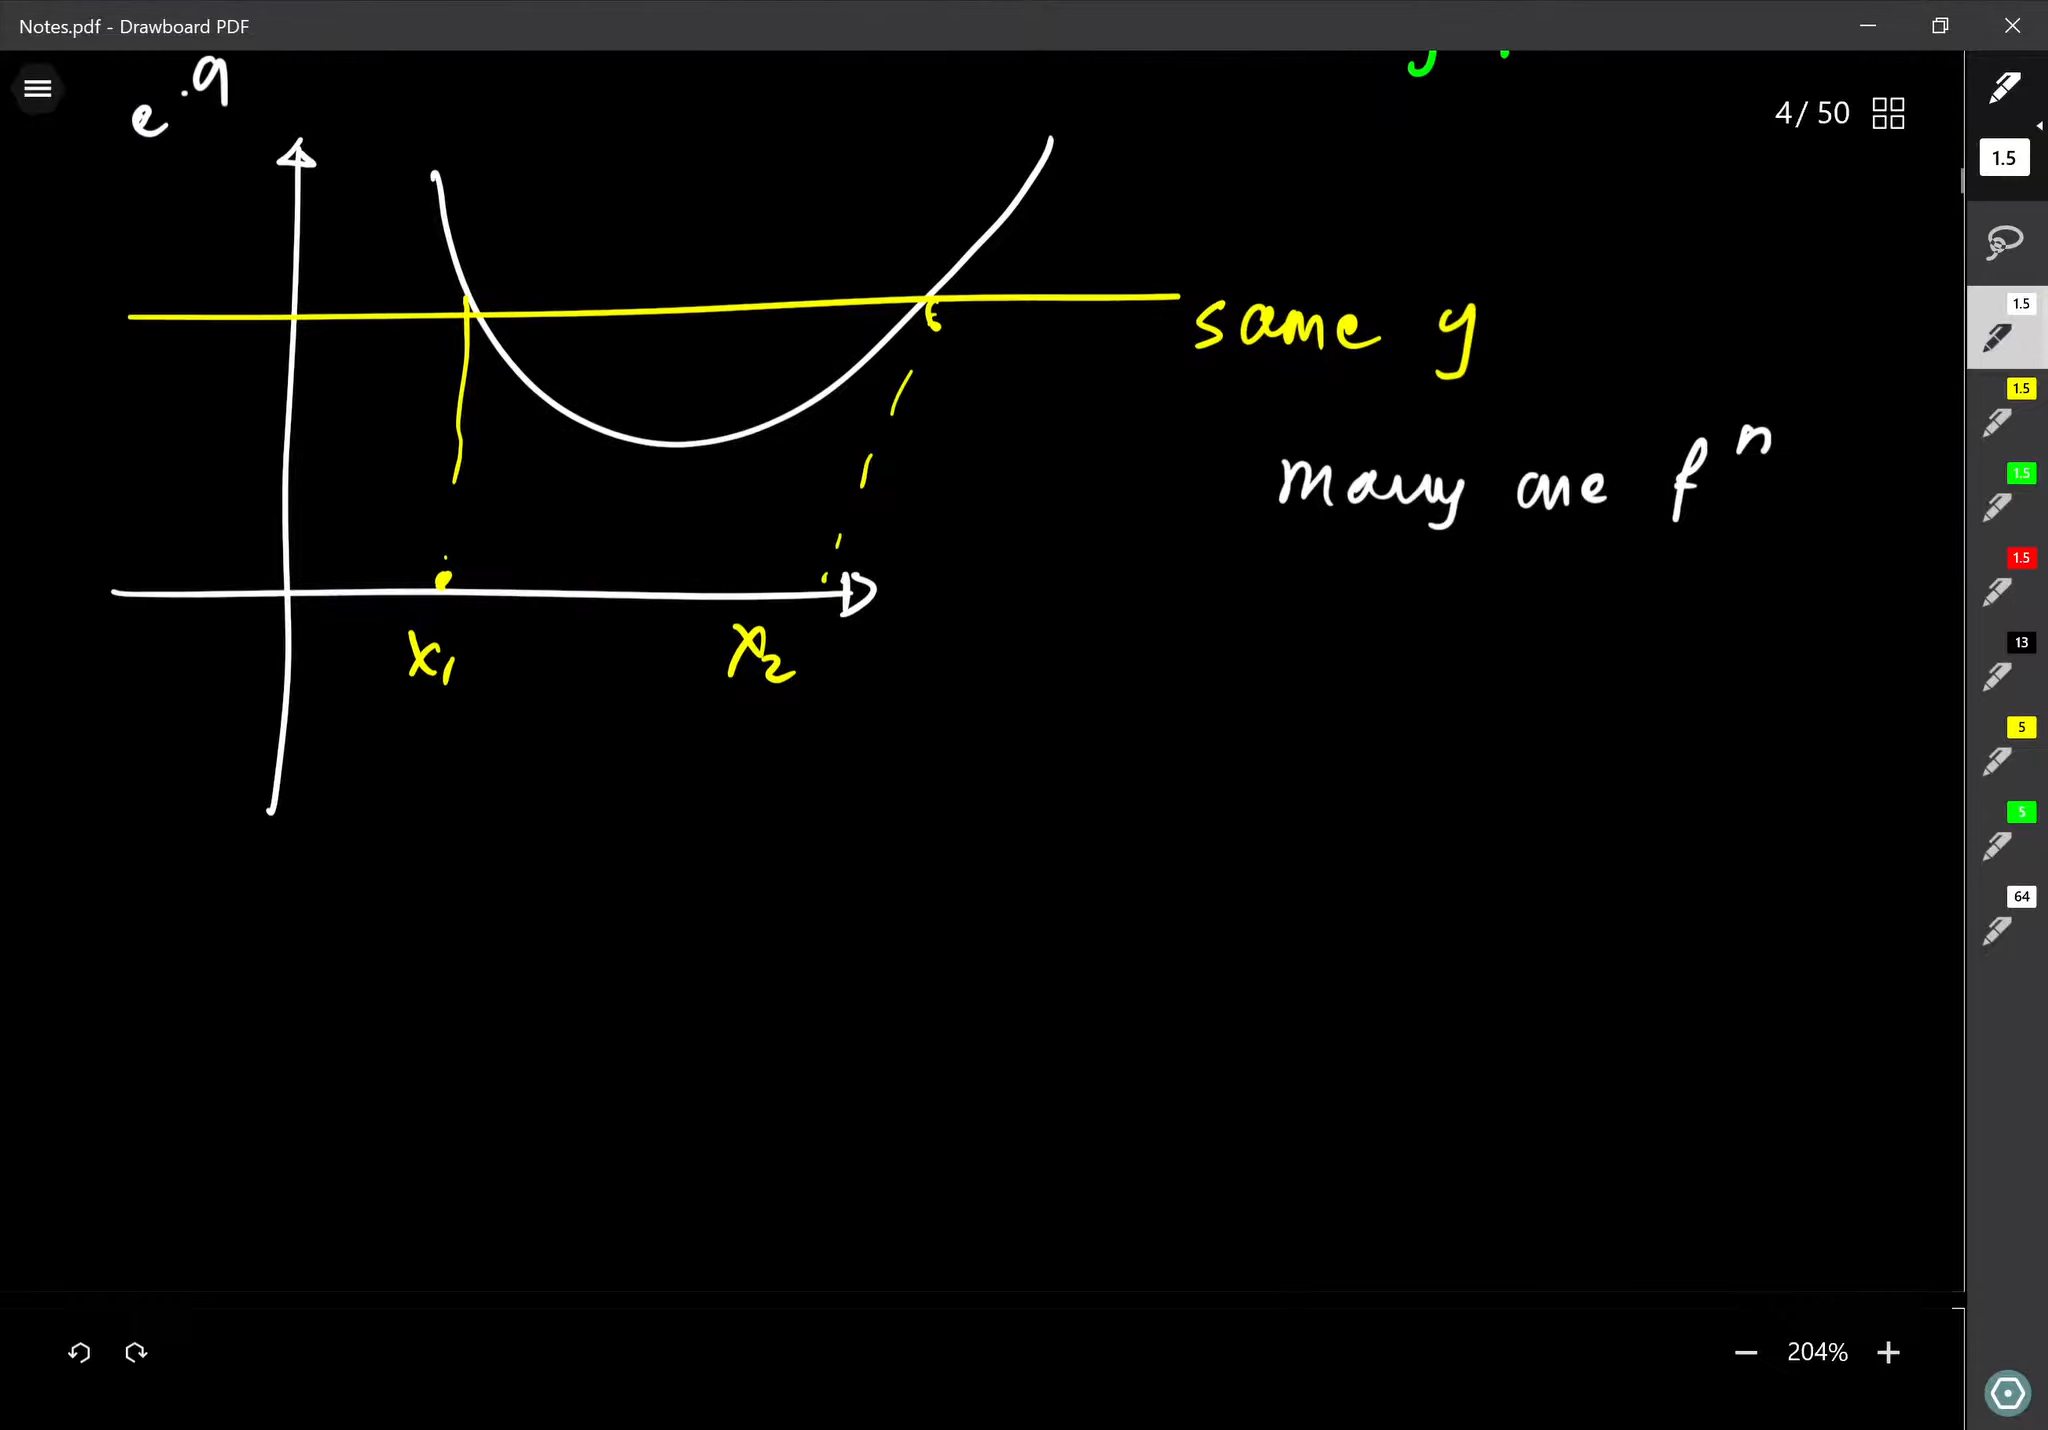 Notes.pdf - Drawboard PDF
e.g
4/ 50
1.5
same y
1.5
1.5
many one fⁿ
1.5
1.5
x₁ x₂
13
5
5
64
204%